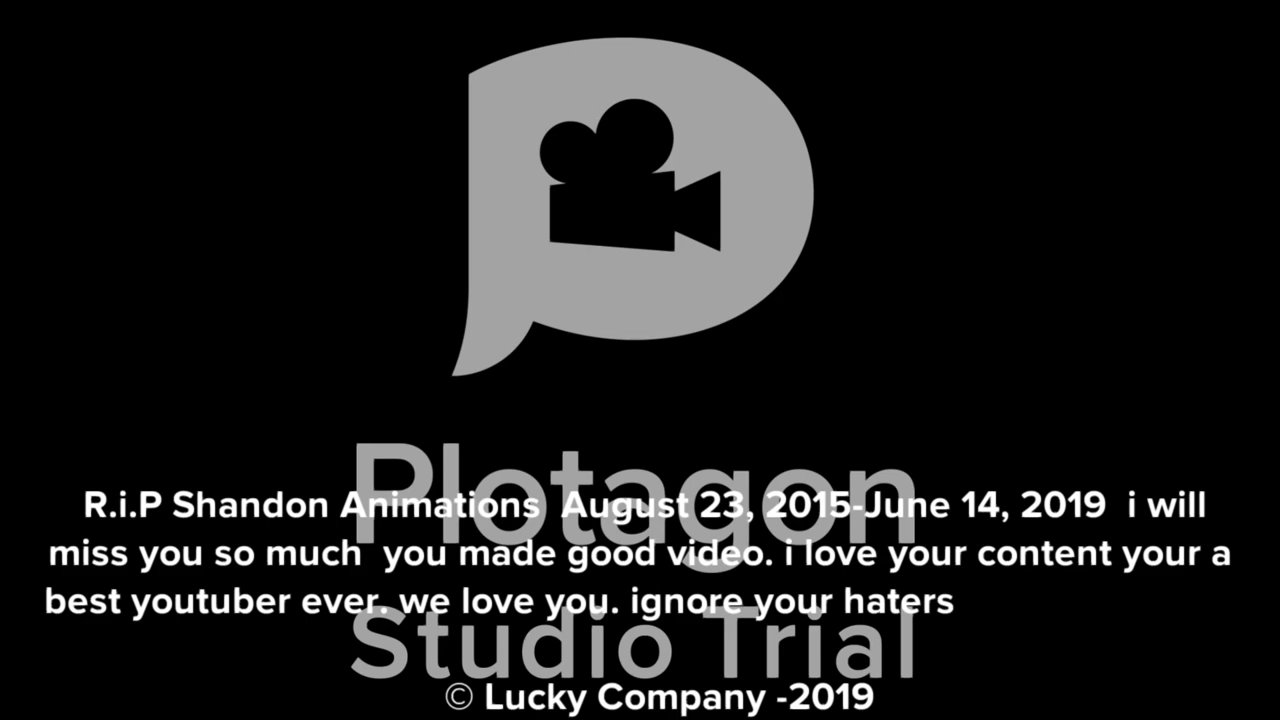 Plotagon
R.i.P Shandon Animations  August 23, 2015-June 14, 2019  i will
miss you so much  you made good video. i love your content your a
best youtuber ever. we love you. ignore your haters
Studio Trial
© Lucky Company -2019